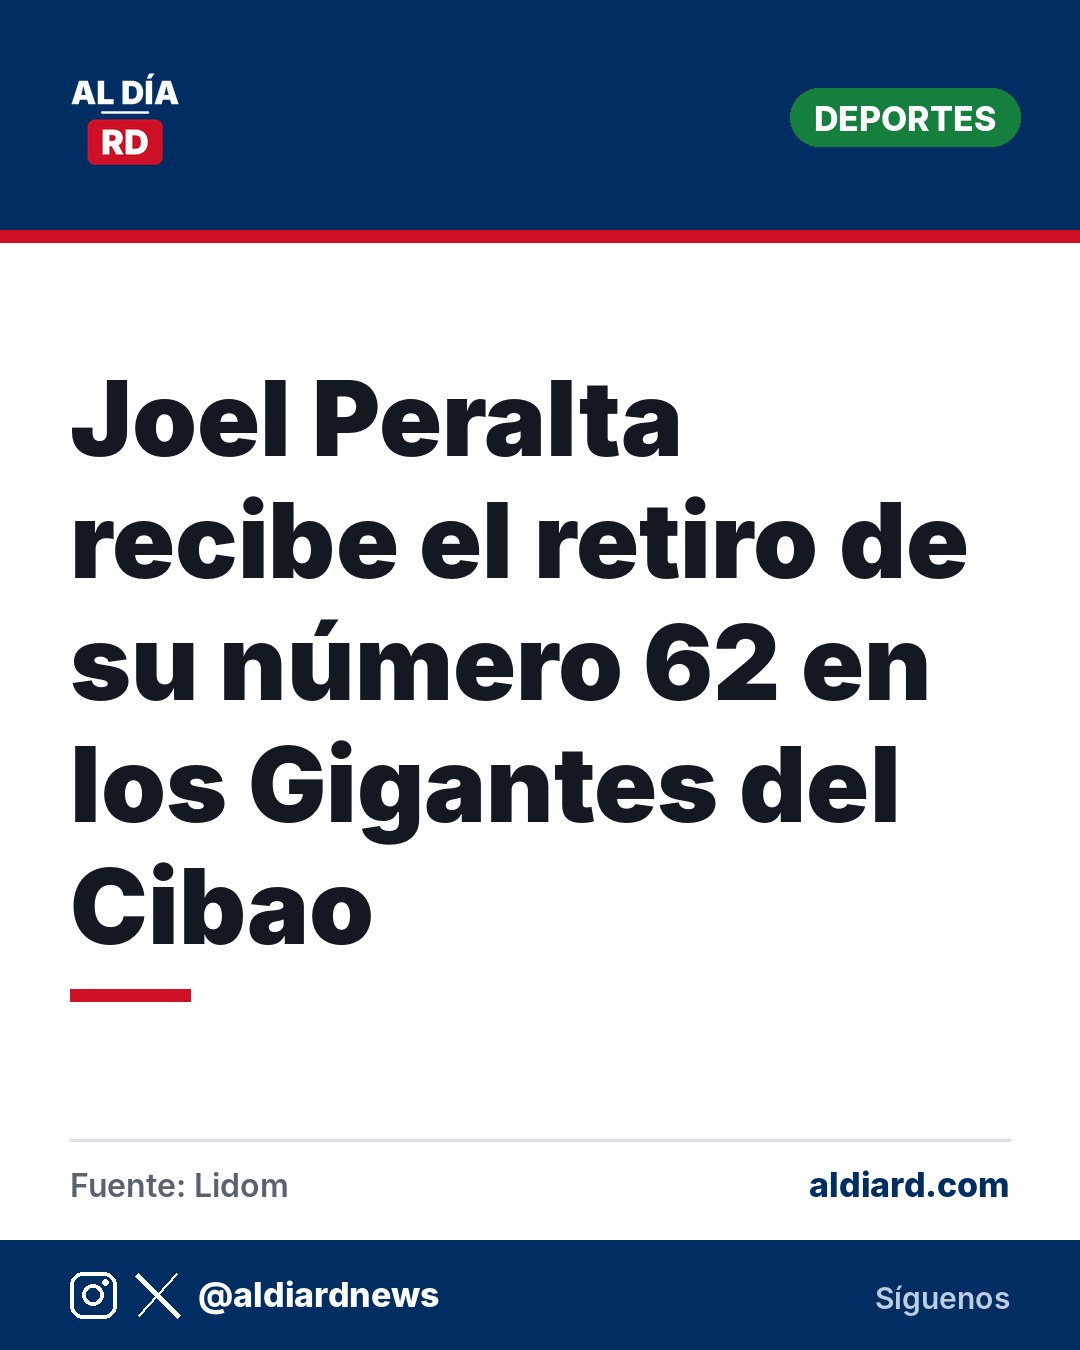 AL DÍA
RD
DEPORTES
Joel Peralta
recibe el retiro de
su número 62 en
los Gigantes del
Cibao
Fuente: Lidom
aldiard.com
@aldiardnews
Síguenos